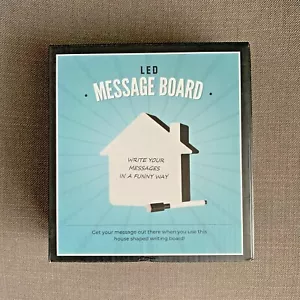 LED
MESSAGE BOARD
WRITE YOUR
MESSAGES
IN A FUNNY WAY
Get your message out there when you use this
house shaped writing board!